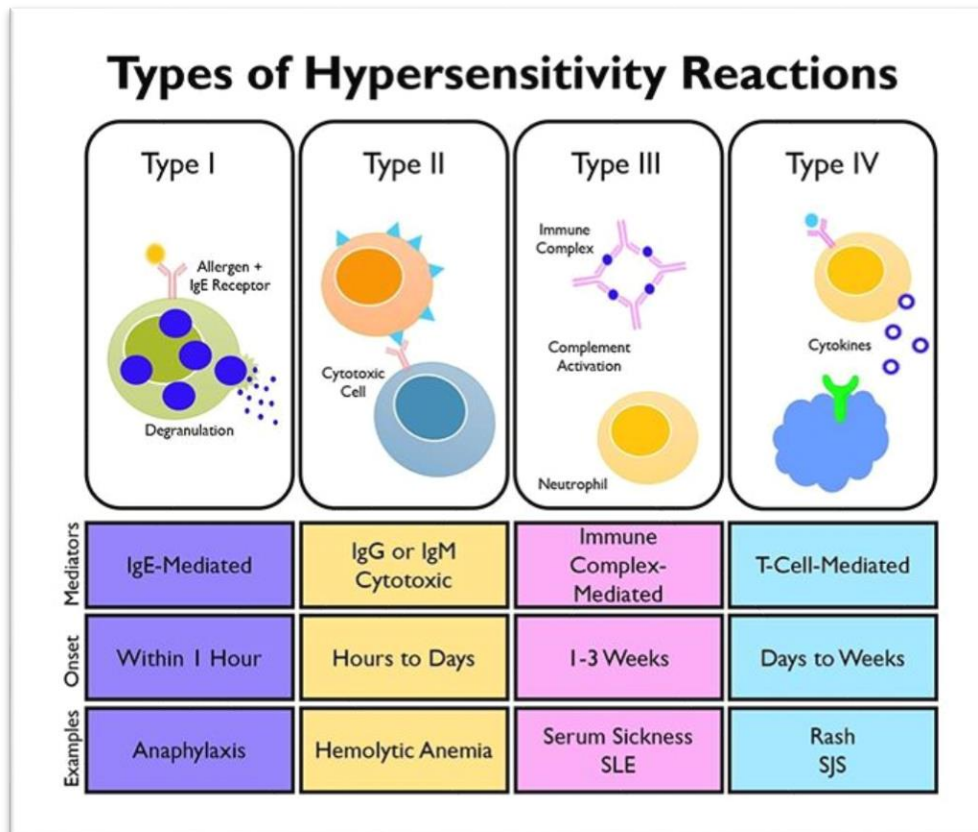 Types of Hypersensitivity Reactions
Type I
Allergen +
IgE Receptor
Degranulation
Type II
Cytotoxic
Cell
Type III
Immune
Complex
Complement
Activation
Neutrophil
Type IV
Cytokines
Mediators
IgE-Mediated
IgG or IgM
Cytotoxic
Immune
Complex-
Mediated
T-Cell-Mediated
Onset
Within 1 Hour
Hours to Days
1-3 Weeks
Days to Weeks
Examples
Anaphylaxis
Hemolytic Anemia
Serum Sickness
SLE
Rash
SJS